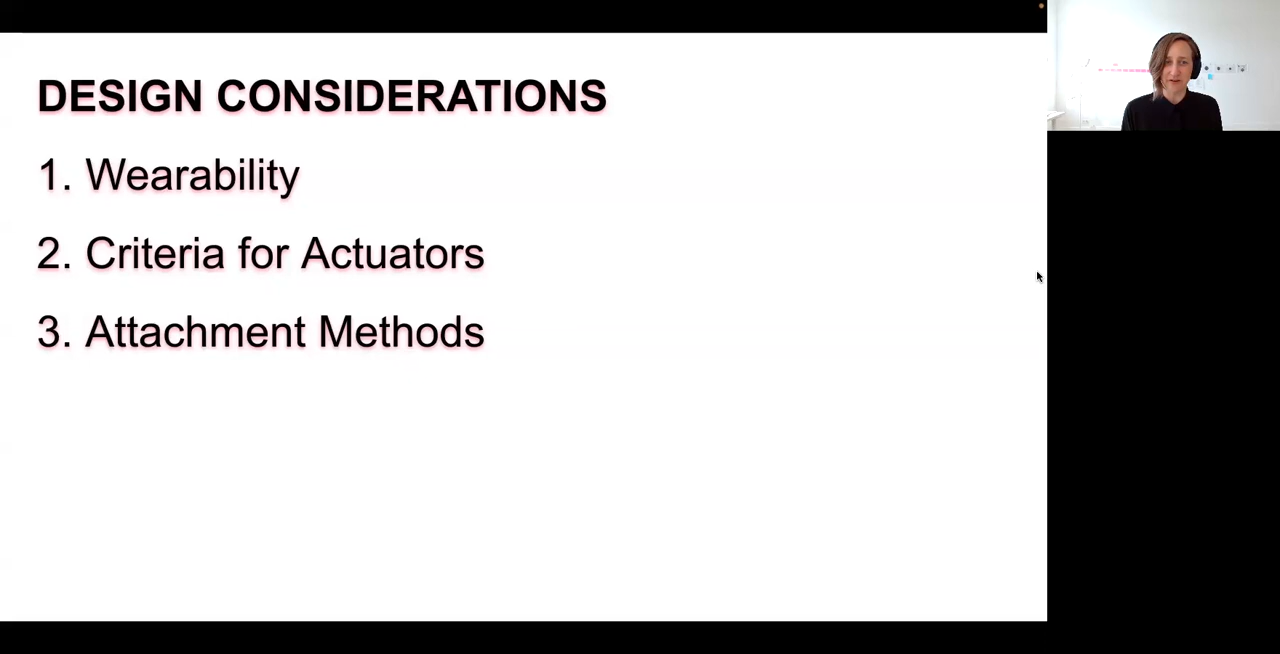 DESIGN CONSIDERATIONS
1. Wearability
2. Criteria for Actuators
3. Attachment Methods